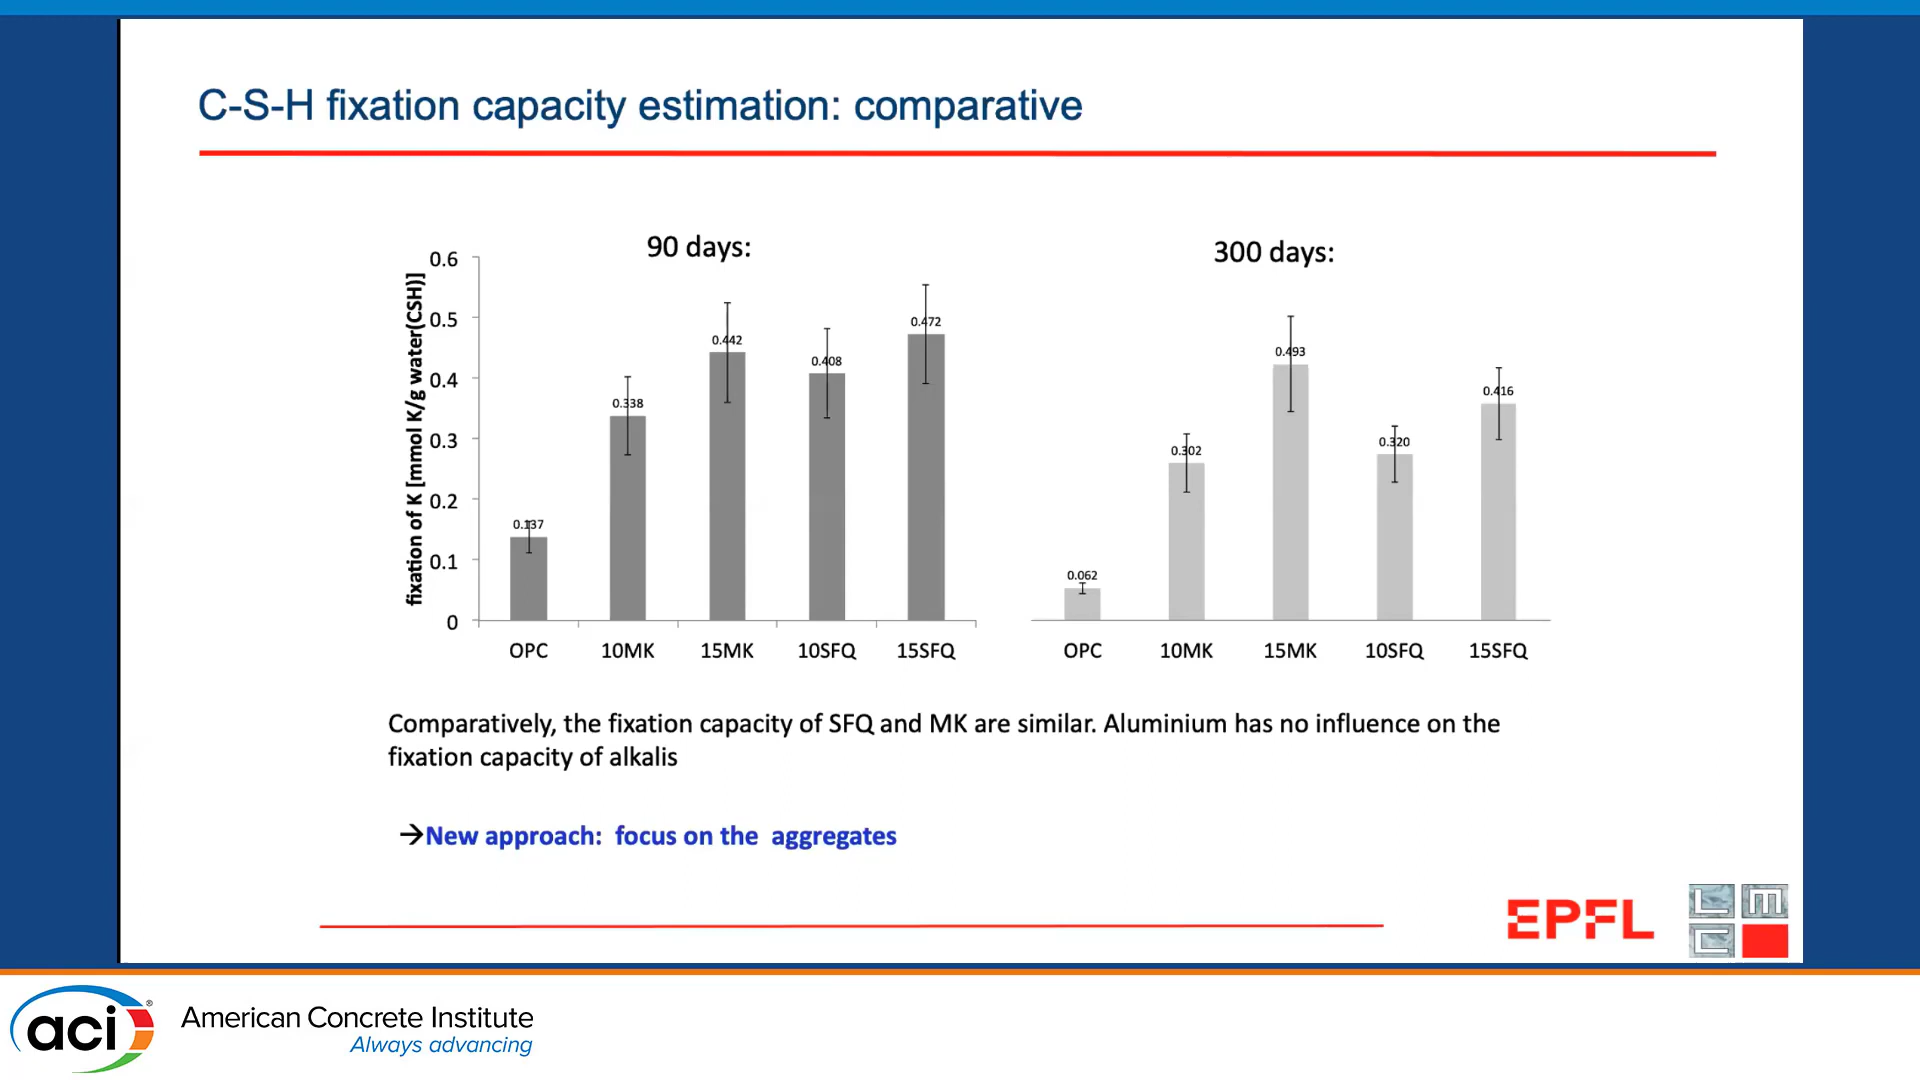 C-S-H fixation capacity estimation: comparative
90 days:
fixation of K [mmol K/g water(CSH)]
0.6
0.5
0.4
0.3
0.2
0.1
0
0.137
0.338
0.442
0.408
0.472
OPC 10MK 15MK 10SFQ 15SFQ
300 days:
0.062
0.302
0.493
0.320
0.416
OPC 10MK 15MK 10SFQ 15SFQ
Comparatively, the fixation capacity of SFQ and MK are similar. Aluminium has no influence on the
fixation capacity of alkalis
→New approach: focus on the aggregates
EPFL
L M
C
aci®
American Concrete Institute
Always advancing